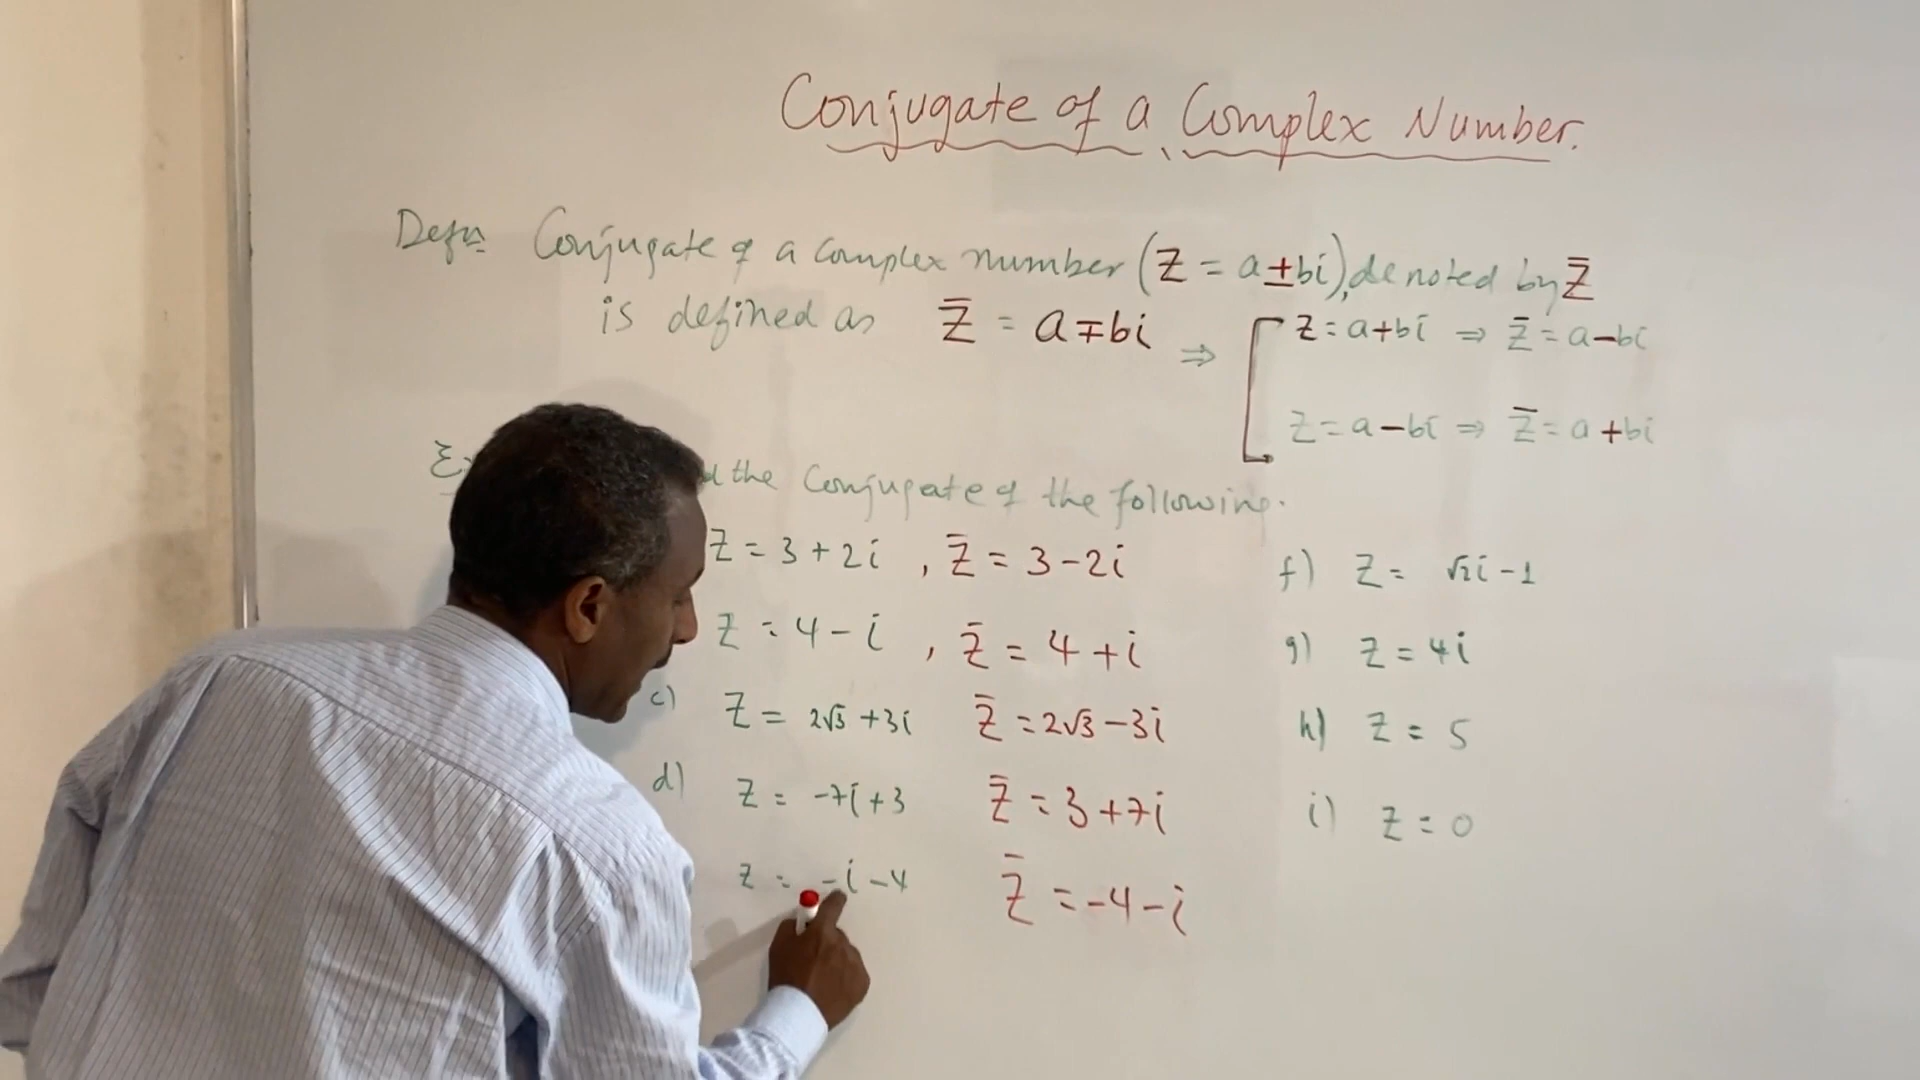 Conjugate of a Complex Number.
Defn: Conjugate of a complex number (Z = a±bi), denoted by Z̄
is defined as Z̄ = a∓bi ⇒
Z=a+bi ⇒ Z̄=a-bi
Z=a-bi ⇒ Z̄=a+bi
the Conjugate of the following.
Z = 3+2i , Z̄ = 3-2i
Z = 4-i , Z̄ = 4+i
c) Z = 2√3+3i Z̄ = 2√3-3i
d) Z = -7i+3 Z̄ = 3+7i
Z = -i-4 Z̄ = -4-i
f) Z = √2i-1
g) Z = 4i
h) Z = 5
i) Z = 0